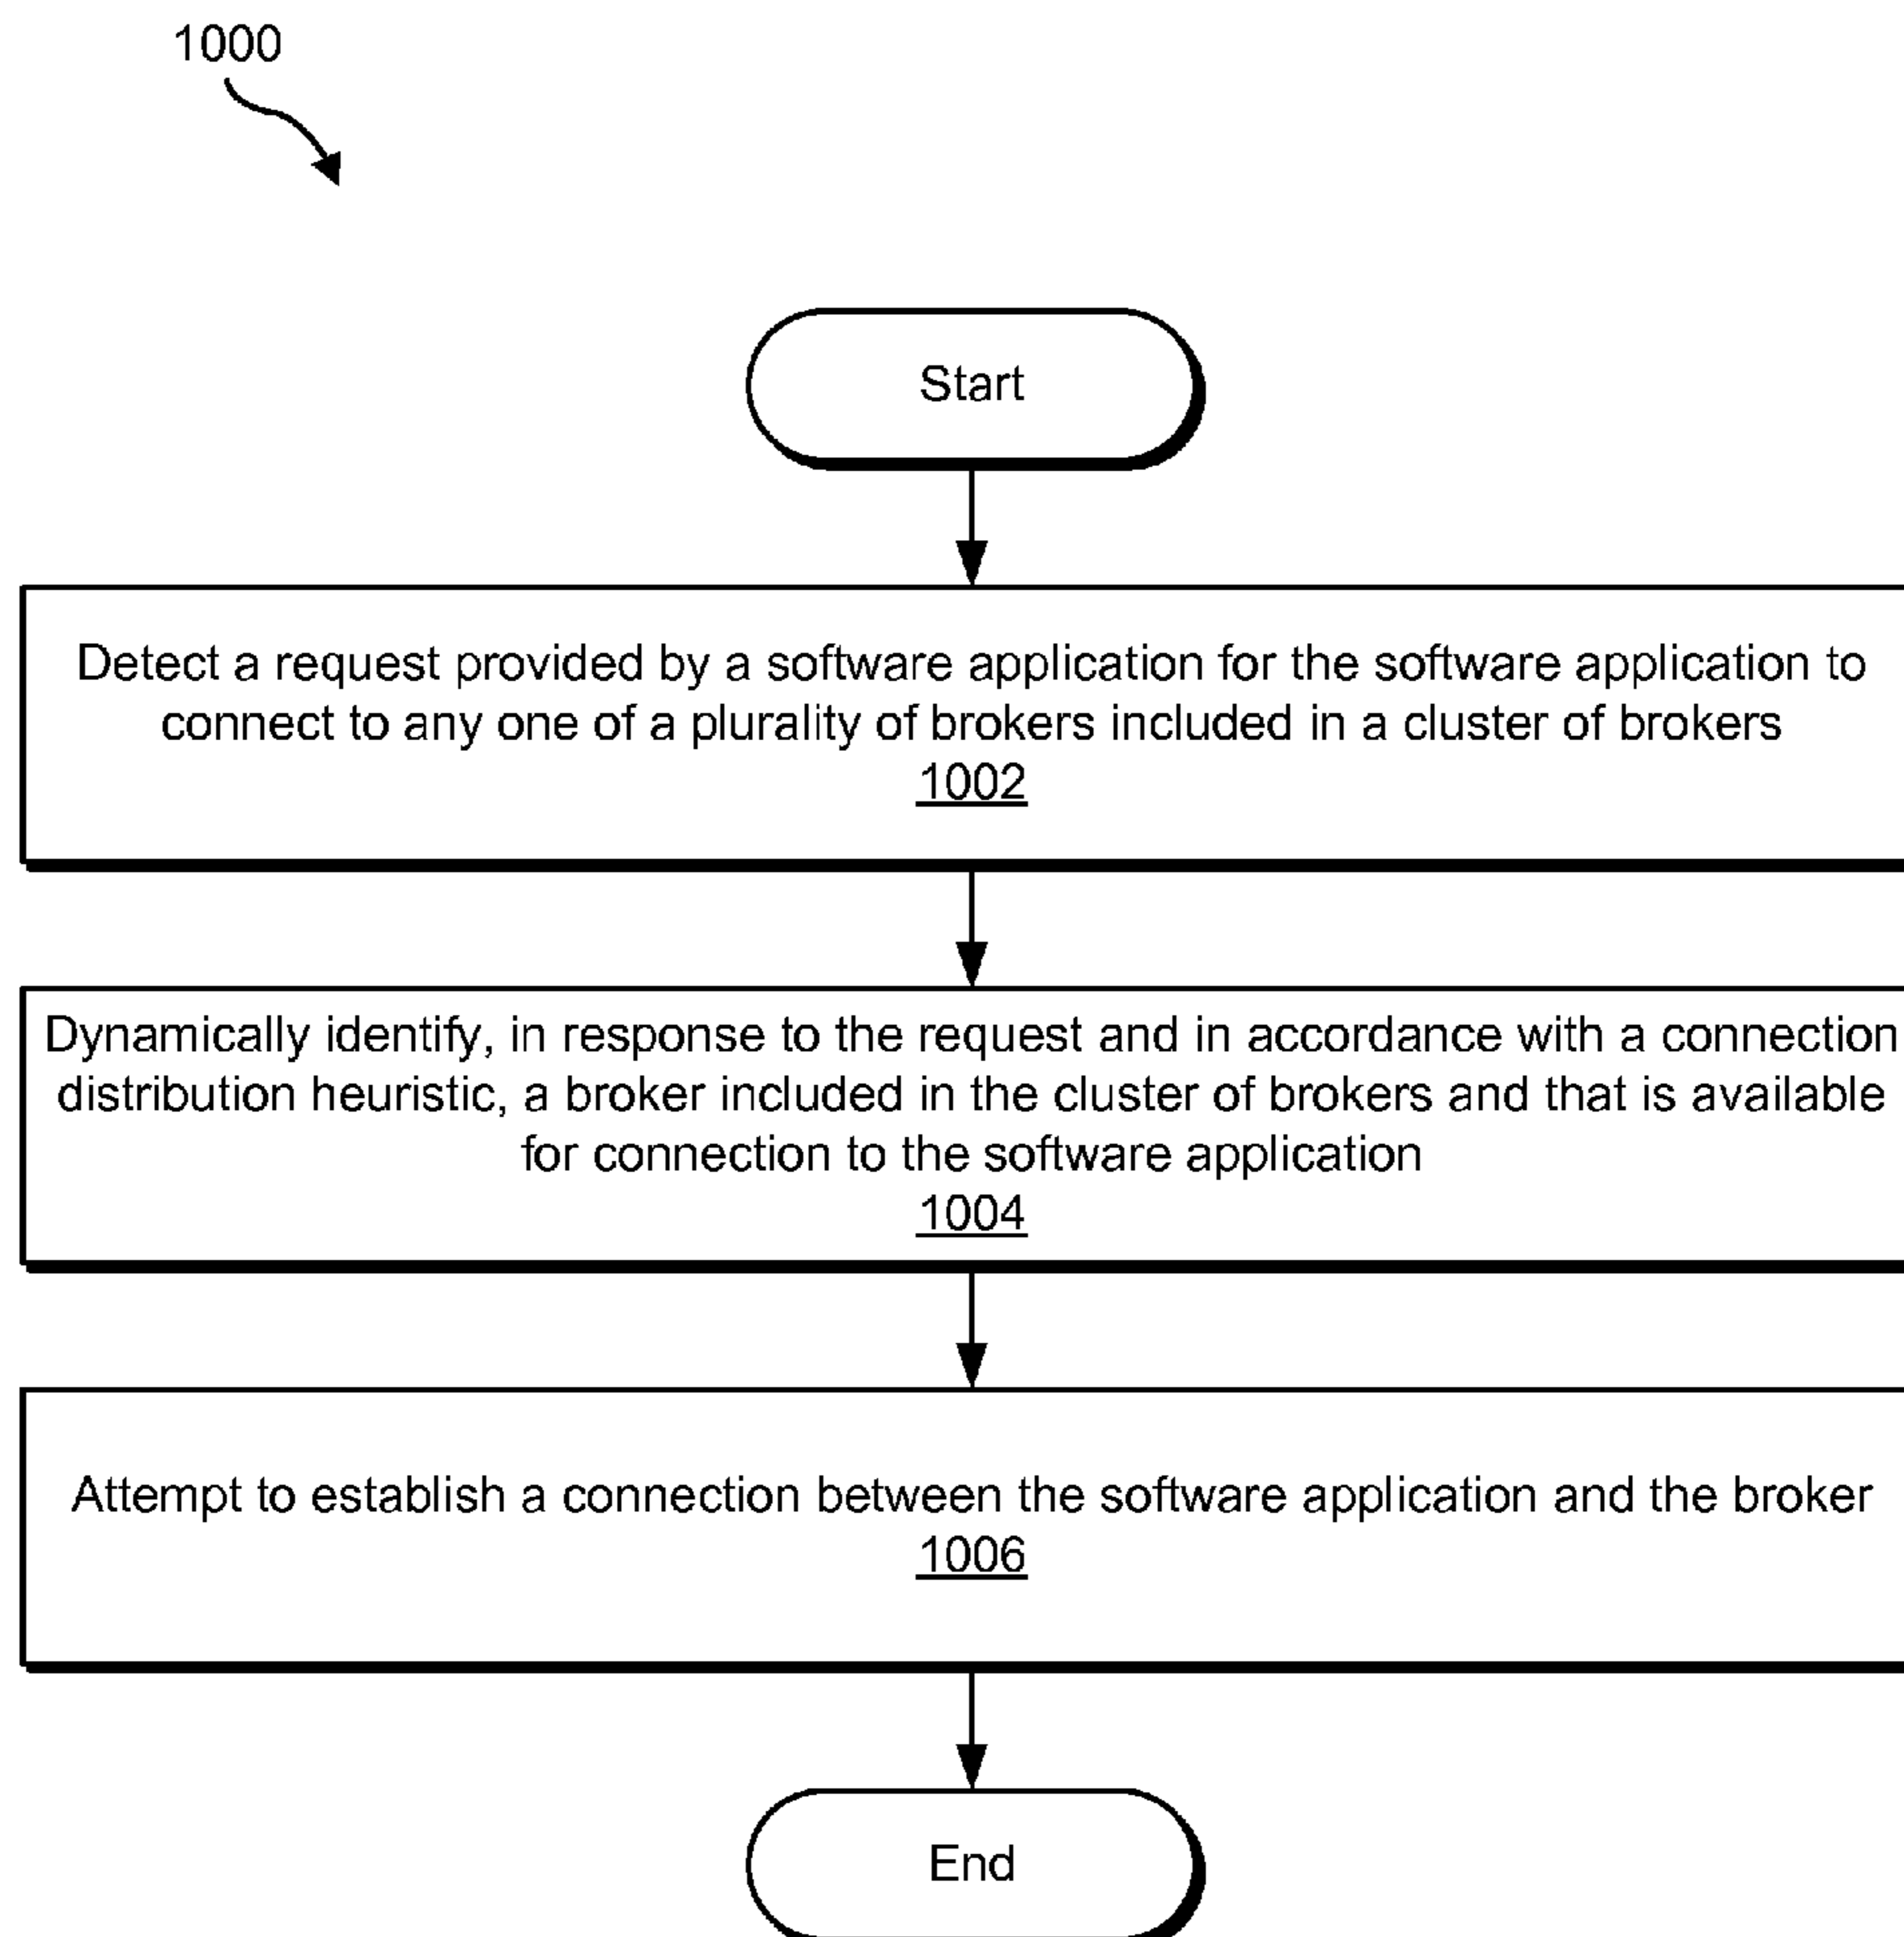 1000
Start
Detect a request provided by a software application for the software application to
connect to any one of a plurality of brokers included in a cluster of brokers
1002
Dynamically identify, in response to the request and in accordance with a connection
distribution heuristic, a broker included in the cluster of brokers and that is available
for connection to the software application
1004
Attempt to establish a connection between the software application and the broker
1006
End